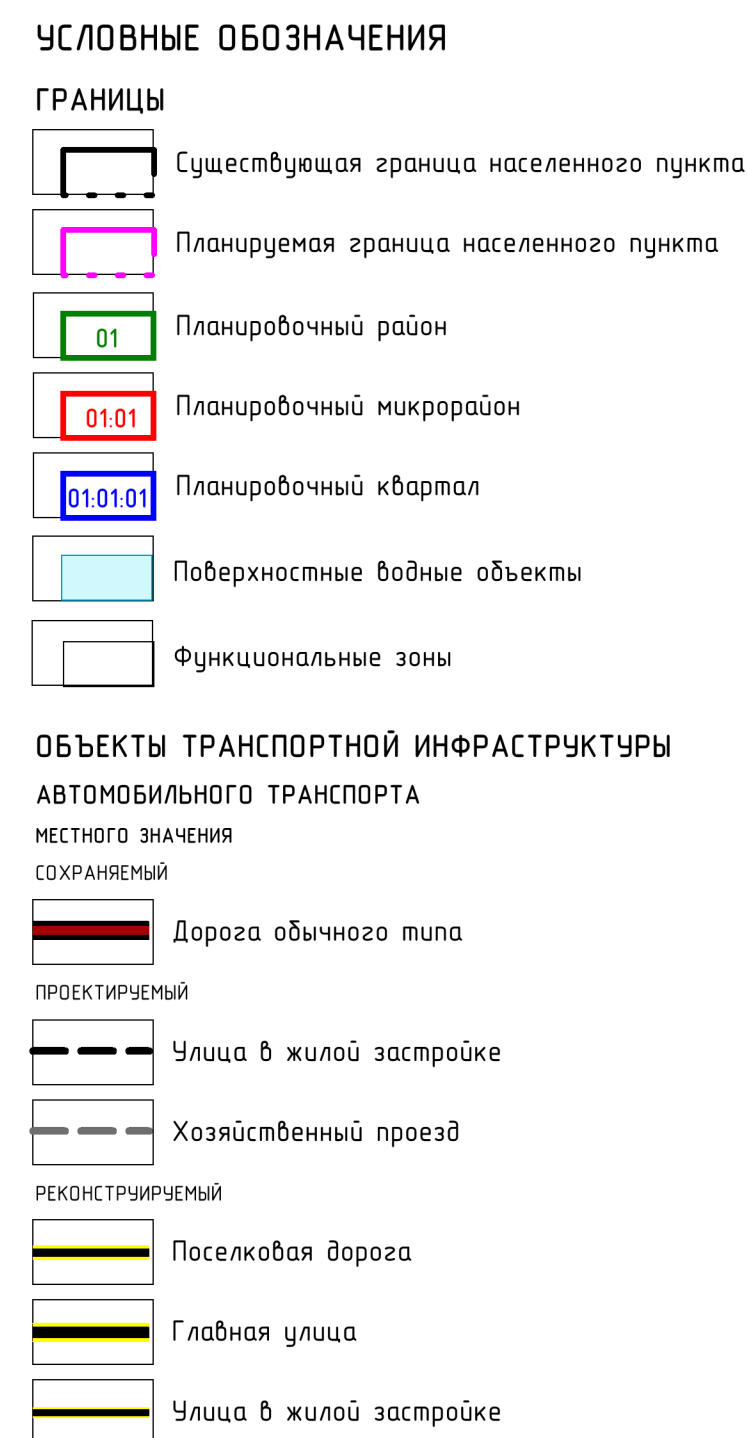 УСЛОВНЫЕ ОБОЗНАЧЕНИЯ
ГРАНИЦЫ
Существующая граница населенного пункта
Планируемая граница населенного пункта
01 Планировочный район
01:01 Планировочный микрорайон
01:01:01 Планировочный квартал
Поверхностные водные объекты
Функциональные зоны
ОБЪЕКТЫ ТРАНСПОРТНОЙ ИНФРАСТРУКТУРЫ
АВТОМОБИЛЬНОГО ТРАНСПОРТА
МЕСТНОГО ЗНАЧЕНИЯ
СОХРАНЯЕМЫЙ
Дорога обычного типа
ПРОЕКТИРУЕМЫЙ
Улица в жилой застройке
Хозяйственный проезд
РЕКОНСТРУИРУЕМЫЙ
Поселковая дорога
Главная улица
Улица в жилой застройке